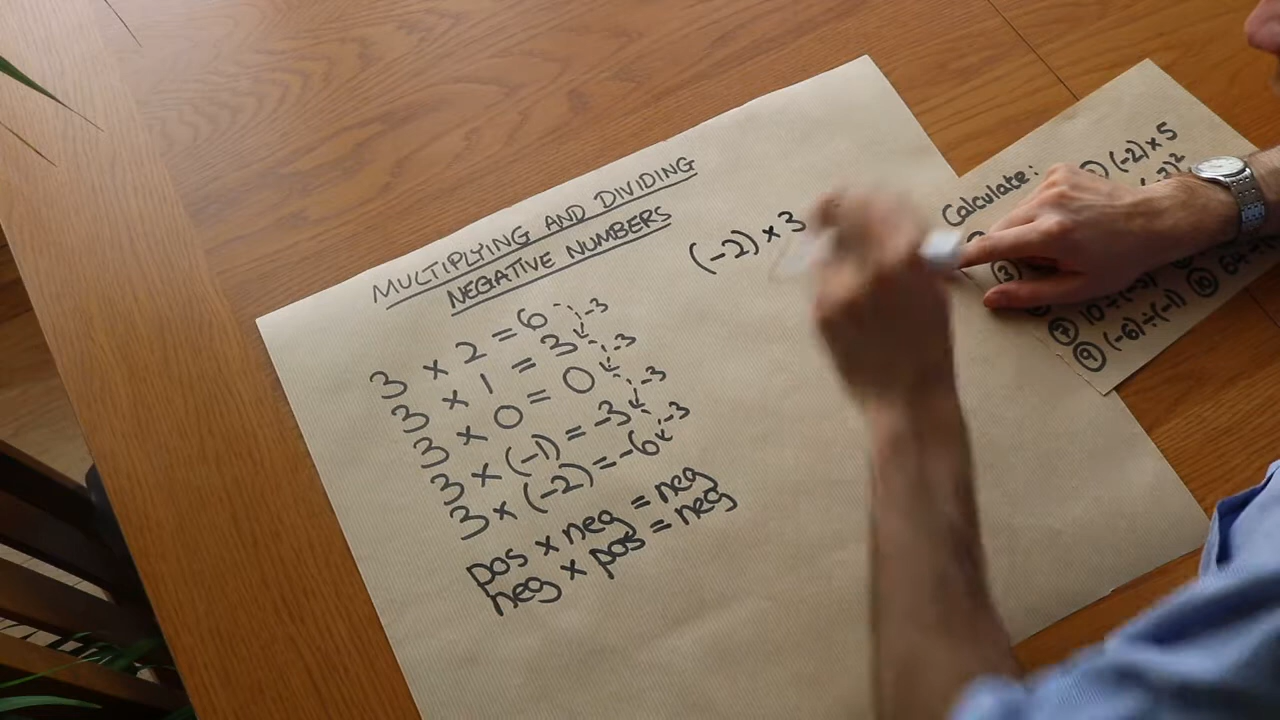 MULTIPLYING AND DIVIDING
NEGATIVE NUMBERS
3 × 2 = 6 -3
3 × 1 = 3 -3
3 × 0 = 0 -3
3 × (-1) = -3 -3
3 × (-2) = -6
pos × neg = neg
neg × pos = neg
(-2) × 3
Calculate:
(-2) × 5
③
⑦ 10 ÷ (-5)
⑨ (-6) ÷ (-1)
⑩ 64 ÷